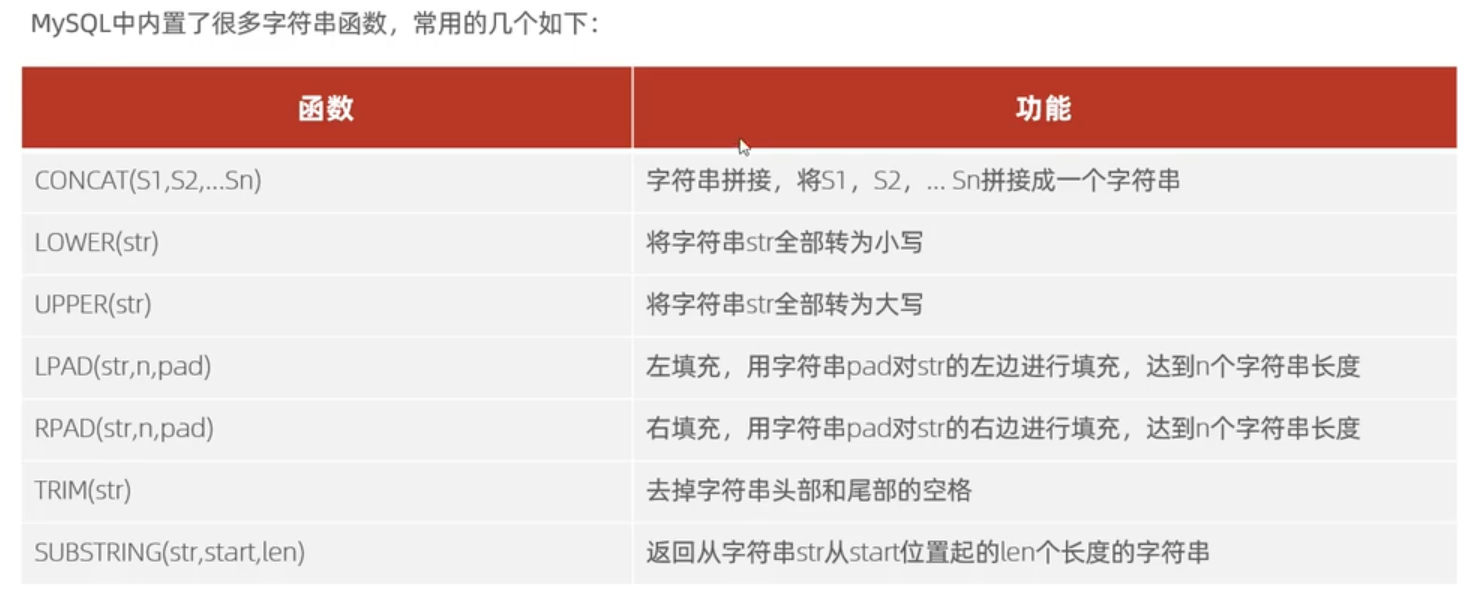 MySQL中内置了很多字符串函数，常用的几个如下：
函数 功能
CONCAT(S1,S2,...Sn) 字符串拼接，将S1，S2，... Sn拼接成一个字符串
LOWER(str) 将字符串str全部转为小写
UPPER(str) 将字符串str全部转为大写
LPAD(str,n,pad) 左填充，用字符串pad对str的左边进行填充，达到n个字符串长度
RPAD(str,n,pad) 右填充，用字符串pad对str的右边进行填充，达到n个字符串长度
TRIM(str) 去掉字符串头部和尾部的空格
SUBSTRING(str,start,len) 返回从字符串str从start位置起的len个长度的字符串